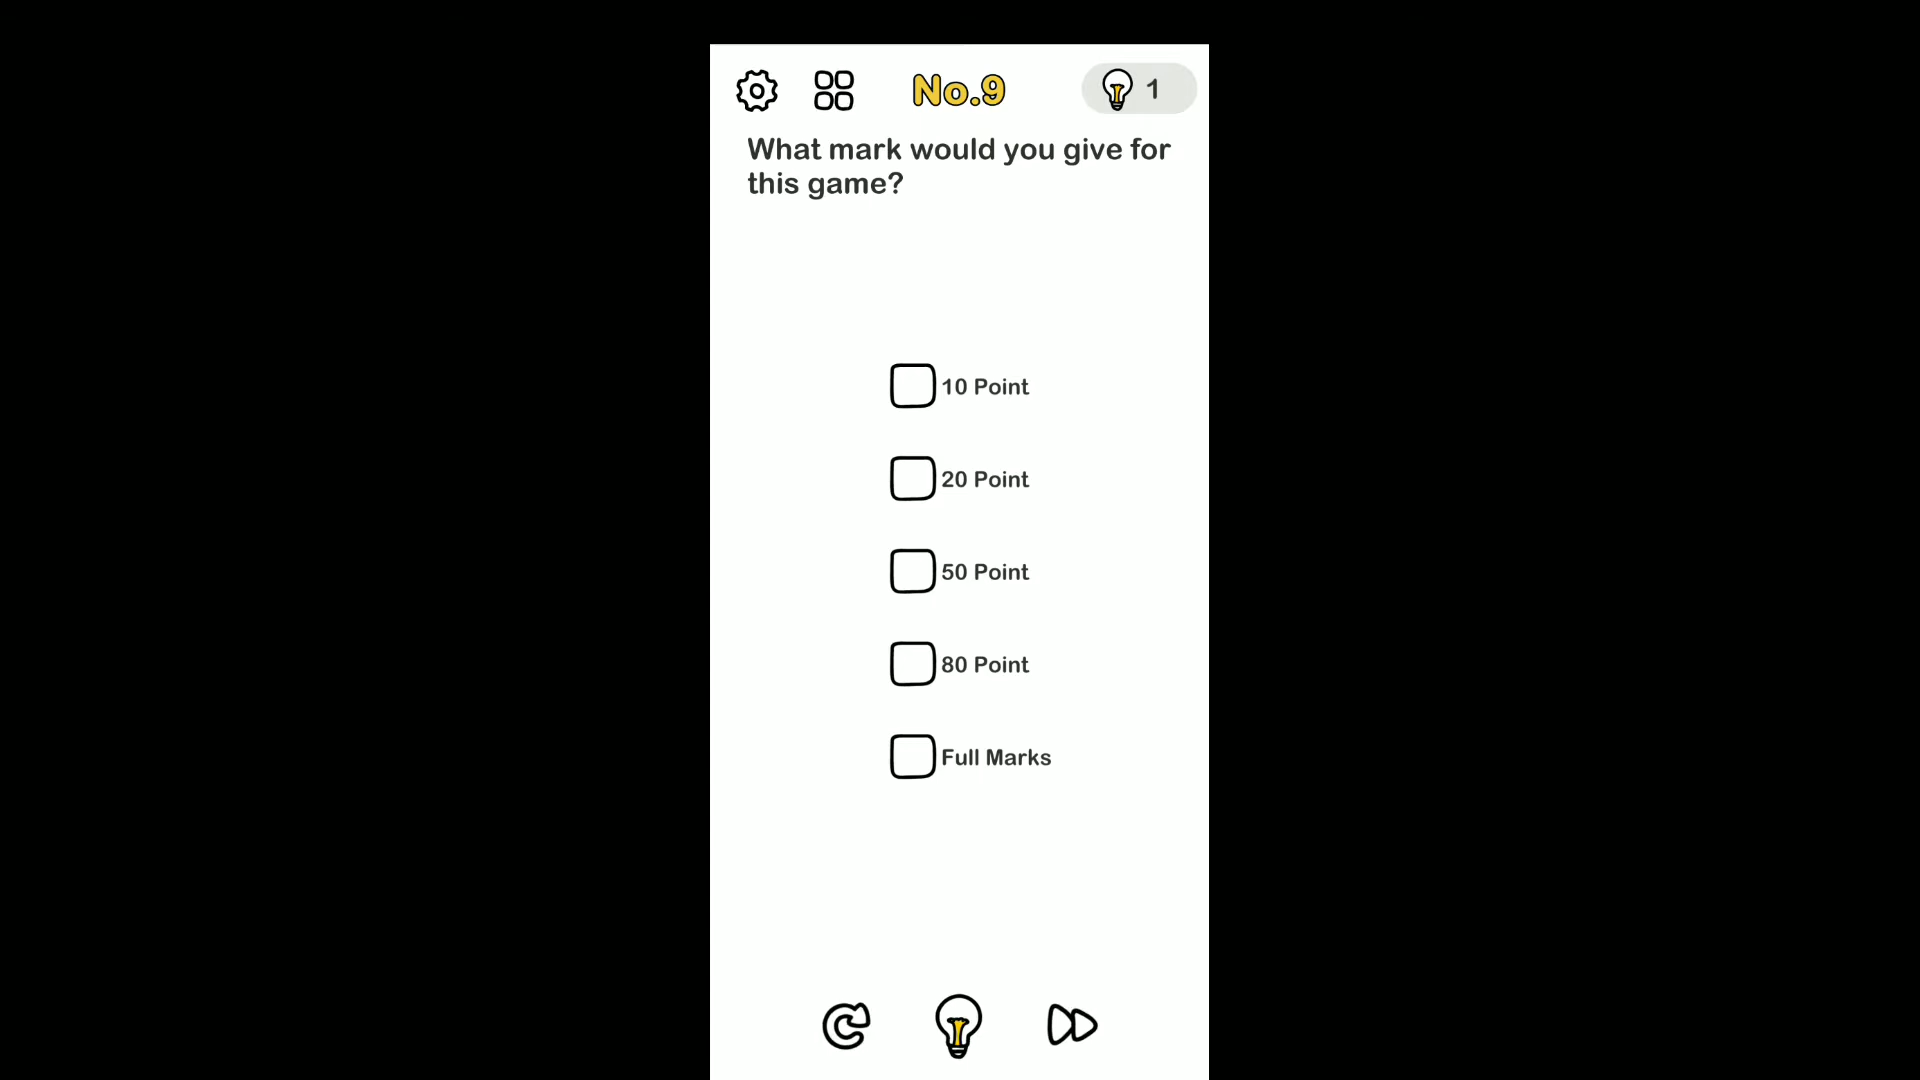 No.9
1
What mark would you give for
this game?
10 Point
20 Point
50 Point
80 Point
Full Marks